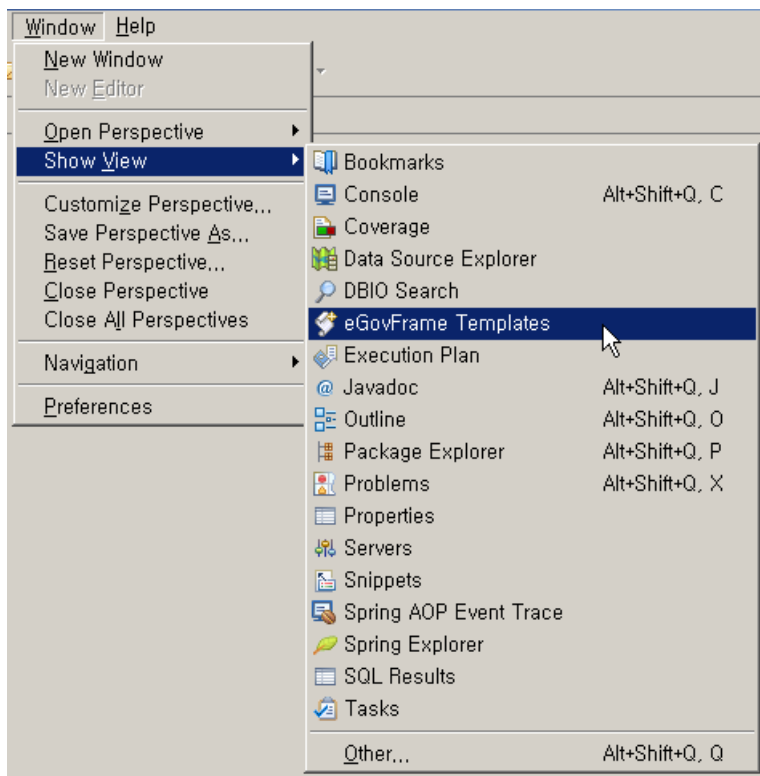 Window Help
New Window
New Editor
Open Perspective
Show View
Customize Perspective...
Save Perspective As...
Reset Perspective...
Close Perspective
Close All Perspectives
Navigation
Preferences
Bookmarks
Console Alt+Shift+Q, C
Coverage
Data Source Explorer
DBIO Search
eGovFrame Templates
Execution Plan
Javadoc Alt+Shift+Q, J
Outline Alt+Shift+Q, O
Package Explorer Alt+Shift+Q, P
Problems Alt+Shift+Q, X
Properties
Servers
Snippets
Spring AOP Event Trace
Spring Explorer
SQL Results
Tasks
Other... Alt+Shift+Q, Q